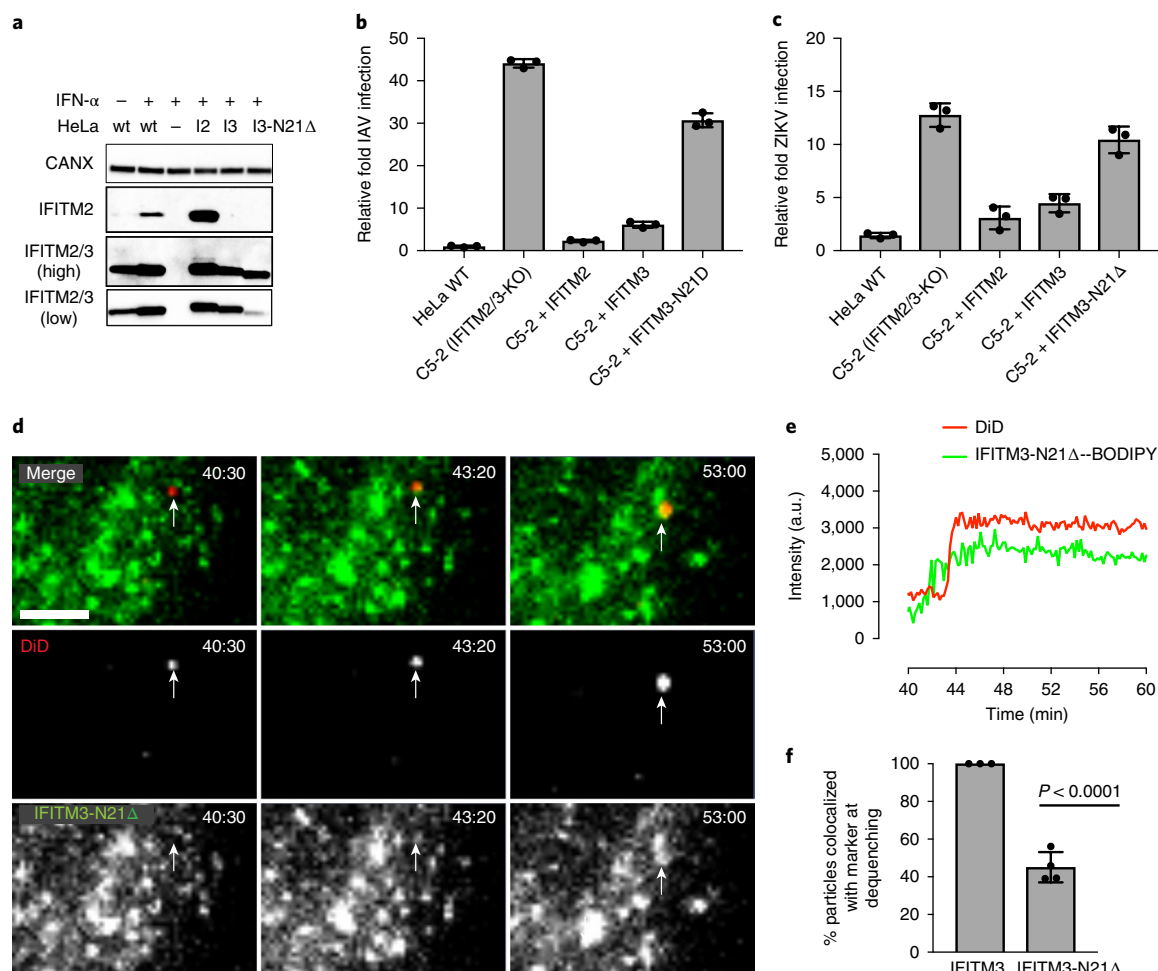 a
IFN-α – + + + + +
HeLa wt wt – I2 I3 I3-N21Δ
CANX
IFITM2
IFITM2/3
(high)
IFITM2/3
(low)
b
Relative fold IAV infection
50
40
30
20
10
0
HeLa WT
C5-2 (IFITM2/3-KO)
C5-2 + IFITM2
C5-2 + IFITM3
C5-2 + IFITM3-N21D
c
Relative fold ZIKV infection
20
15
10
5
0
HeLa WT
C5-2 (IFITM2/3-KO)
C5-2 + IFITM2
C5-2 + IFITM3
C5-2 + IFITM3-N21Δ
d
Merge 40:30 43:20 53:00
DiD 40:30 43:20 53:00
IFITM3-N21Δ 40:30 43:20 53:00
e
DiD
IFITM3-N21Δ--BODIPY
Intensity (a.u.)
5,000
4,000
3,000
2,000
1,000
0
40 44 48 52 56 60
Time (min)
f
% particles colocalized
with marker at
dequenching
100
80
60
40
20
0
P < 0.0001
IFITM3 IFITM3-N21Δ